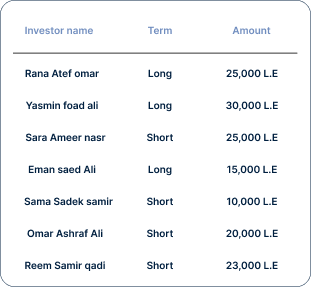 Investor name Term Amount
Rana Atef omar Long 25,000 L.E
Yasmin foad ali Long 30,000 L.E
Sara Ameer nasr Short 25,000 L.E
Eman saed Ali Long 15,000 L.E
Sama Sadek samir Short 10,000 L.E
Omar Ashraf Ali Short 20,000 L.E
Reem Samir qadi Short 23,000 L.E